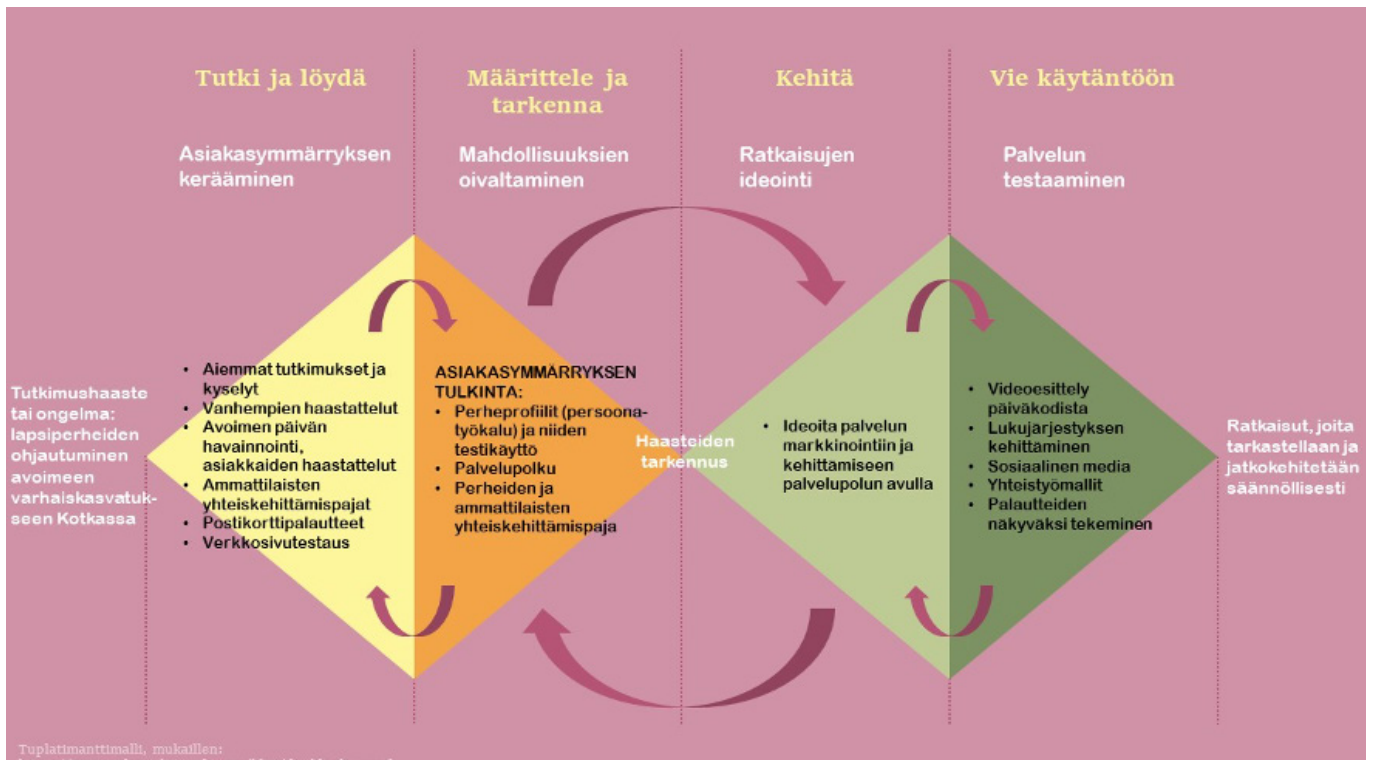 Tutki ja löydä
Määrittele ja
tarkenna
Kehitä
Vie käytäntöön
Asiakasymmärryksen
kerääminen
Mahdollisuuksien
oivaltaminen
Ratkaisujen
ideointi
Palvelun
testaaminen
Tutkimushaaste
tai ongelma:
lapsiperheiden
ohjautuminen
avoimeen
varhaiskasvatuk-
seen Kotkassa
• Aiemmat tutkimukset ja
kyselyt
• Vanhempien haastattelut
• Avoimen päivän
havainnointi,
asiakkaiden haastattelut
• Ammattilaisten
yhteiskehittämispajat
• Postikorttipalautteet
• Verkkosivutestaus
ASIAKASYMMÄRRYKSEN
TULKINTA:
• Perheprofiilit (persoona-
työkalu) ja niiden
testikäyttö
• Palvelupolku
• Perheiden ja
ammattilaisten
yhteiskehittämispaja
Haasteiden
tarkennus
• Ideoita palvelun
markkinointiin ja
kehittämiseen
palvelupolun avulla
• Videoesittely
päiväkodista
• Lukujärjestyksen
kehittäminen
• Sosiaalinen media
• Yhteistyömallit
• Palautteiden
näkyväksi tekeminen
Ratkaisut, joita
tarkastellaan ja
jatkokehitetään
säännöllisesti
Tuplatimanttimalli, mukaillen: